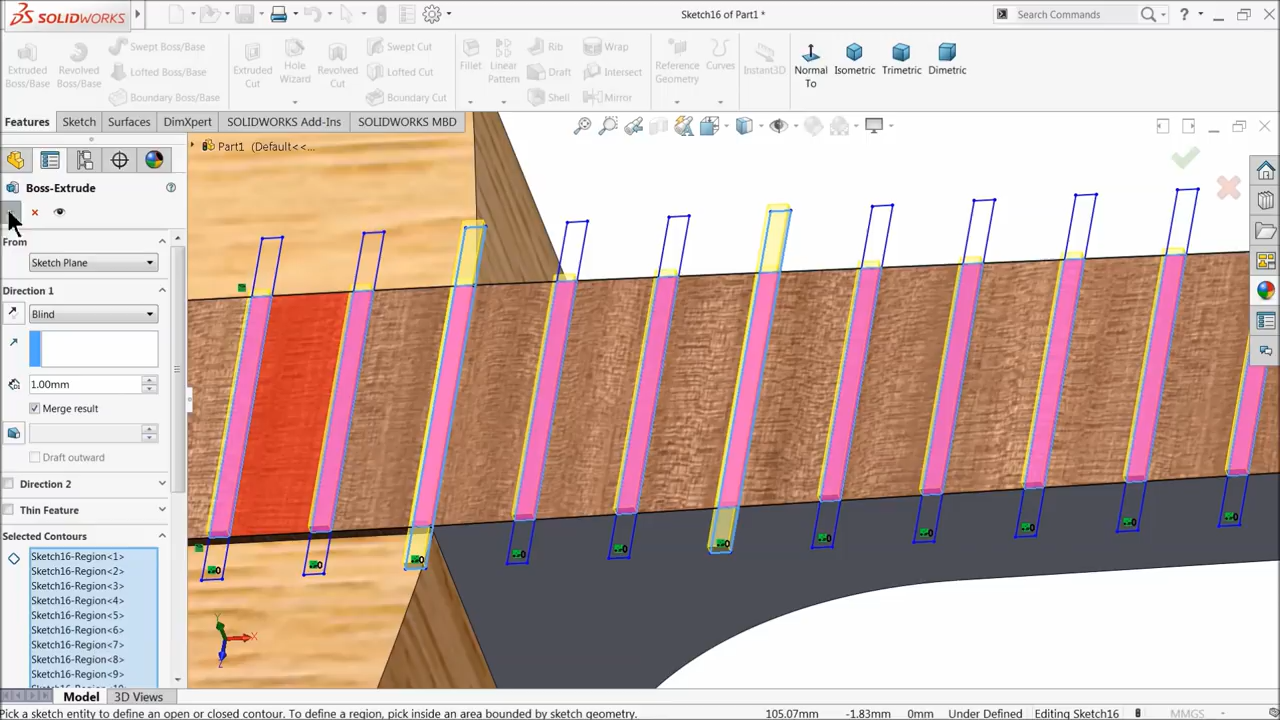 SOLIDWORKS
Sketch16 of Part1 *
Search Commands
?
Extruded Boss/Base
Revolved Boss/Base
Swept Boss/Base
Lofted Boss/Base
Boundary Boss/Base
Extruded Cut
Hole Wizard
Revolved Cut
Swept Cut
Lofted Cut
Boundary Cut
Fillet
Linear Pattern
Rib
Draft
Shell
Wrap
Intersect
Mirror
Reference Geometry
Curves
Instant3D
Normal To
Isometric
Trimetric
Dimetric
Features
Sketch
Surfaces
DimXpert
SOLIDWORKS Add-Ins
SOLIDWORKS MBD
Part1 (Default<<...
Boss-Extrude
From
Sketch Plane
Direction 1
Blind
1.00mm
Merge result
Draft outward
Direction 2
Thin Feature
Selected Contours
Sketch16-Region<1>
Sketch16-Region<2>
Sketch16-Region<3>
Sketch16-Region<4>
Sketch16-Region<5>
Sketch16-Region<6>
Sketch16-Region<7>
Sketch16-Region<8>
Sketch16-Region<9>
Model
3D Views
Pick a sketch entity to define an open or closed contour. To define a region, pick inside an area bounded by sketch geometry.
105.07mm
-1.83mm
0mm
Under Defined
Editing Sketch16
MMGS